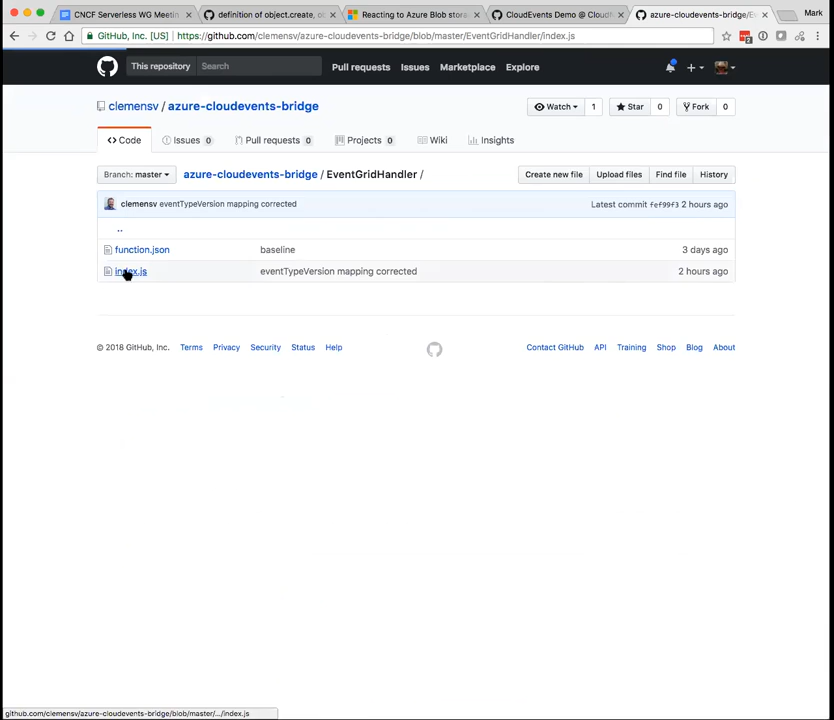 CNCF Serverless WG Meetin
definition of object.create, o
Reacting to Azure Blob stora
CloudEvents Demo @ Cloudf
azure-cloudevents-bridge/E
Mark
GitHub, Inc. [US] https://github.com/clemensv/azure-cloudevents-bridge/blob/master/EventGridHandler/index.js
2
This repository Search Pull requests Issues Marketplace Explore
clemensv / azure-cloudevents-bridge Watch 1 Star 0 Fork 0
Code Issues 0 Pull requests 0 Projects 0 Wiki Insights
Branch: master azure-cloudevents-bridge / EventGridHandler / Create new file Upload files Find file History
clemensv eventTypeVersion mapping corrected Latest commit fef99f3 2 hours ago
..
function.json baseline 3 days ago
index.js eventTypeVersion mapping corrected 2 hours ago
© 2018 GitHub, Inc. Terms Privacy Security Status Help Contact GitHub API Training Shop Blog About
github.com/clemensv/azure-cloudevents-bridge/blob/master/.../index.js